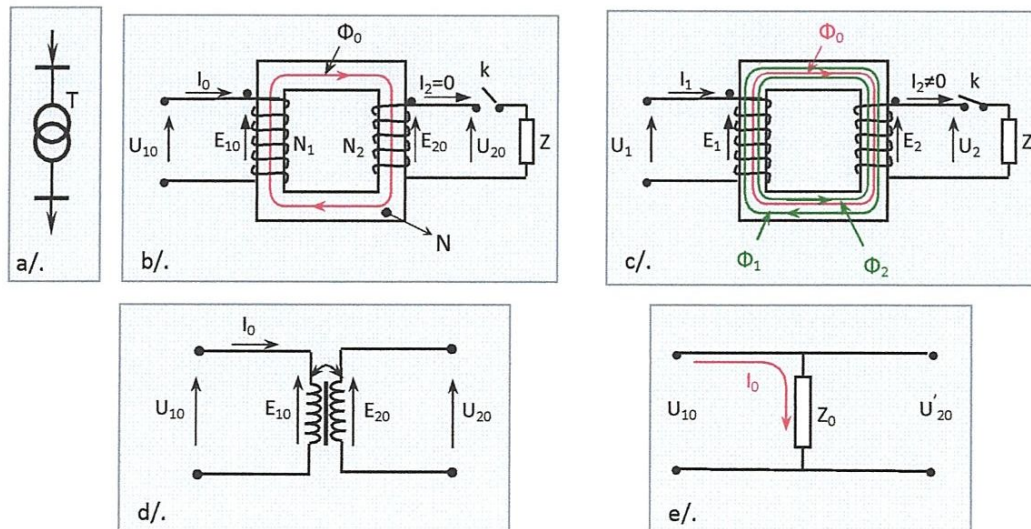 T
a/.
Φ₀
I₀
I₂=0
k
U₁₀
E₁₀
N₁
N₂
E₂₀
U₂₀
Z
N
b/.
Φ₀
I₁
I₂≠0
k
U₁
E₁
E₂
U₂
Z
c/.
Φ₁
Φ₂
I₀
U₁₀
E₁₀
E₂₀
U₂₀
d/.
I₀
U₁₀
Z₀
U'₂₀
e/.